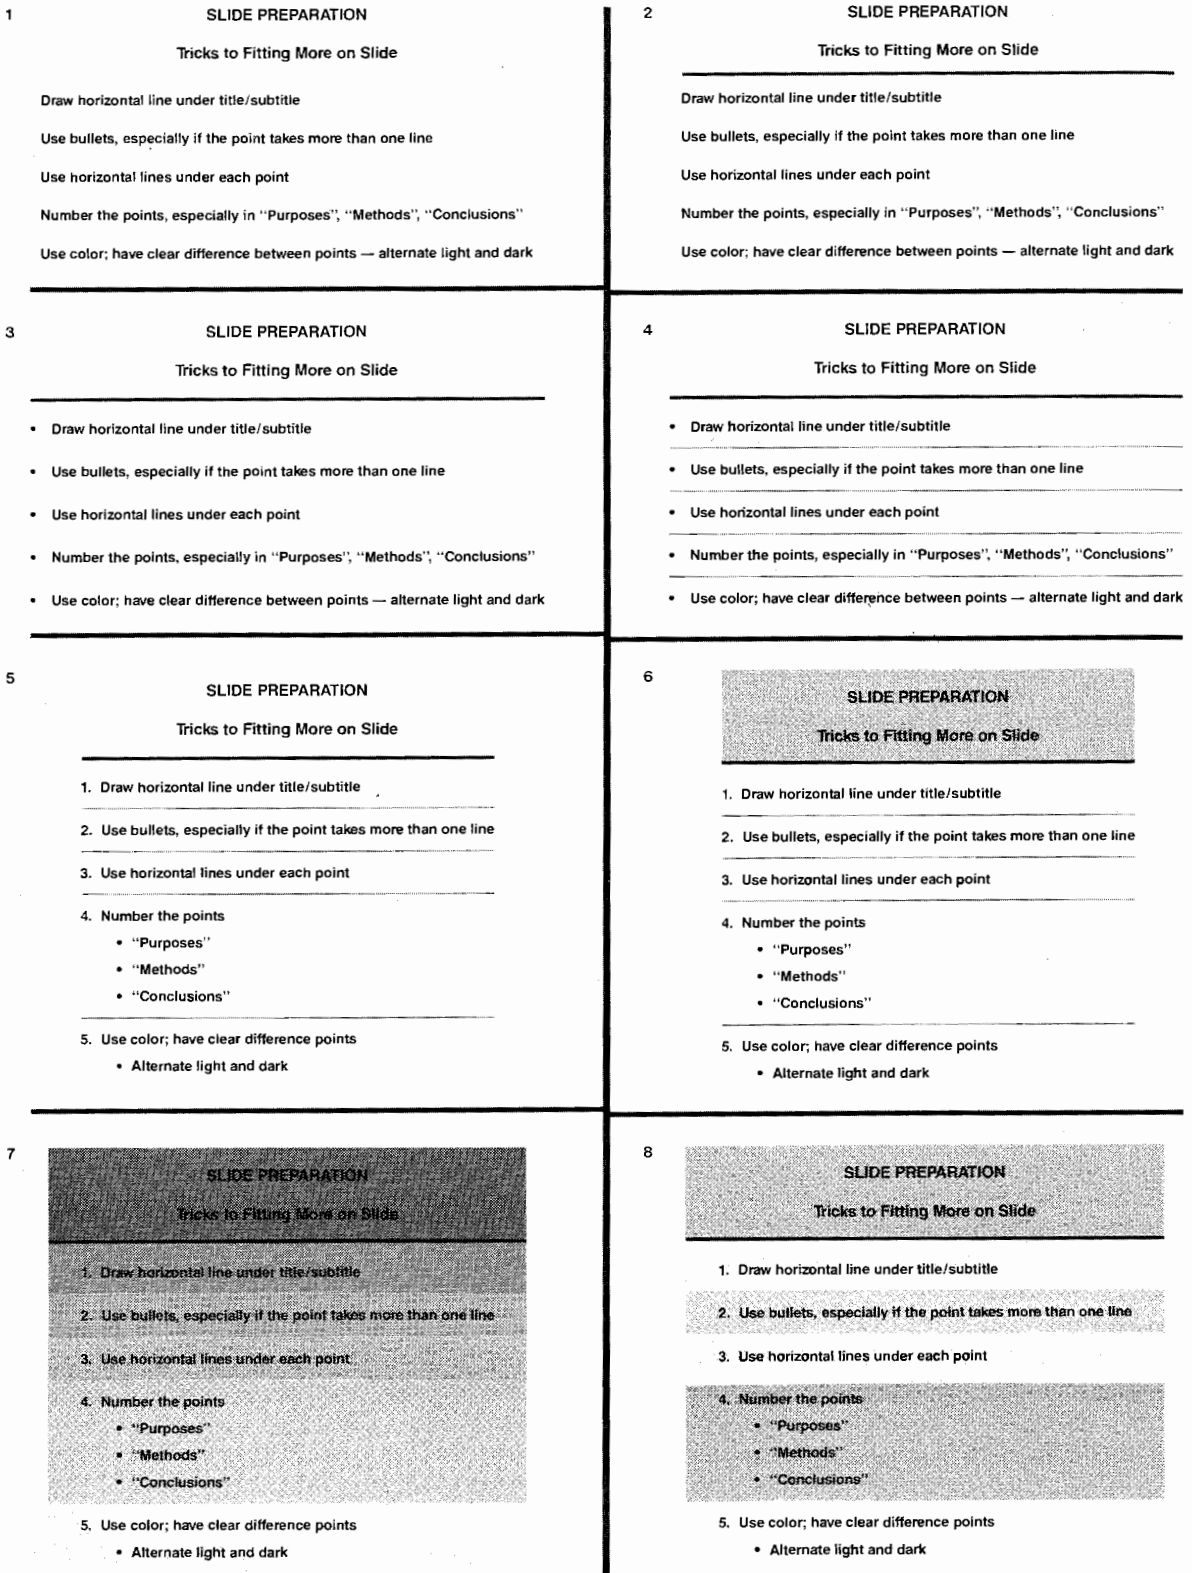 1
SLIDE PREPARATION
Tricks to Fitting More on Slide
Draw horizontal line under title/subtitle
Use bullets, especially if the point takes more than one line
Use horizontal lines under each point
Number the points, especially in “Purposes”, “Methods”, “Conclusions”
Use color; have clear difference between points — alternate light and dark
2
SLIDE PREPARATION
Tricks to Fitting More on Slide
Draw horizontal line under title/subtitle
Use bullets, especially if the point takes more than one line
Use horizontal lines under each point
Number the points, especially in “Purposes”, “Methods”, “Conclusions”
Use color; have clear difference between points — alternate light and dark
3
SLIDE PREPARATION
Tricks to Fitting More on Slide
• Draw horizontal line under title/subtitle
• Use bullets, especially if the point takes more than one line
• Use horizontal lines under each point
• Number the points, especially in “Purposes”, “Methods”, “Conclusions”
• Use color; have clear difference between points — alternate light and dark
4
SLIDE PREPARATION
Tricks to Fitting More on Slide
• Draw horizontal line under title/subtitle
• Use bullets, especially if the point takes more than one line
• Use horizontal lines under each point
• Number the points, especially in “Purposes”, “Methods”, “Conclusions”
• Use color; have clear difference between points — alternate light and dark
5
SLIDE PREPARATION
Tricks to Fitting More on Slide
1. Draw horizontal line under title/subtitle
2. Use bullets, especially if the point takes more than one line
3. Use horizontal lines under each point
4. Number the points
• “Purposes”
• “Methods”
• “Conclusions”
5. Use color; have clear difference points
• Alternate light and dark
6
SLIDE PREPARATION
Tricks to Fitting More on Slide
1. Draw horizontal line under title/subtitle
2. Use bullets, especially if the point takes more than one line
3. Use horizontal lines under each point
4. Number the points
• “Purposes”
• “Methods”
• “Conclusions”
5. Use color; have clear difference points
• Alternate light and dark
7
SLIDE PREPARATION
Tricks to Fitting More on Slide
1. Draw horizontal line under title/subtitle
2. Use bullets, especially if the point takes more than one line
3. Use horizontal lines under each point
4. Number the points
• “Purposes”
• “Methods”
• “Conclusions”
5. Use color; have clear difference points
• Alternate light and dark
8
SLIDE PREPARATION
Tricks to Fitting More on Slide
1. Draw horizontal line under title/subtitle
2. Use bullets, especially if the point takes more than one line
3. Use horizontal lines under each point
4. Number the points
• “Purposes”
• “Methods”
• “Conclusions”
5. Use color; have clear difference points
• Alternate light and dark